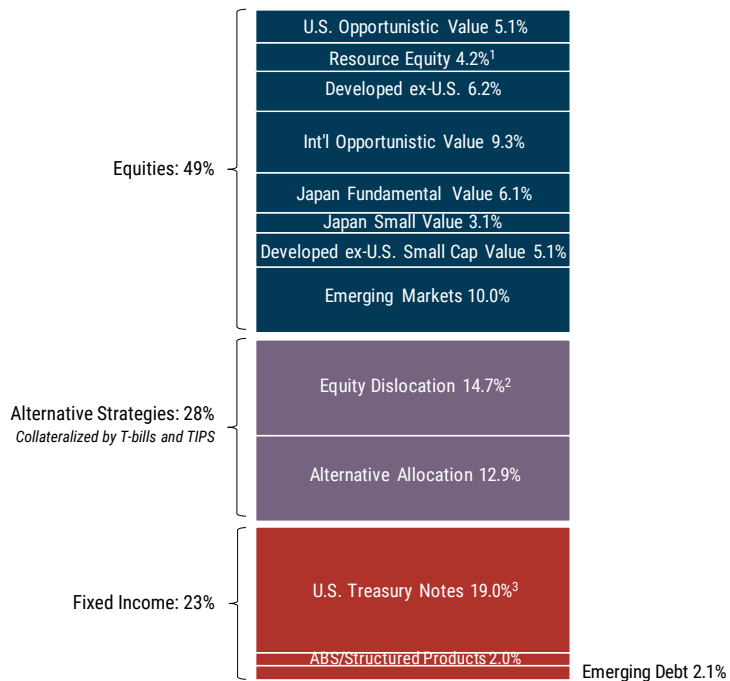 U.S. Opportunistic Value 5.1%
Resource Equity 4.2%¹
Developed ex-U.S. 6.2%
Int'l Opportunistic Value 9.3%
Equities: 49%
Japan Fundamental Value 6.1%
Japan Small Value 3.1%
Developed ex-U.S. Small Cap Value 5.1%
Emerging Markets 10.0%
Equity Dislocation 14.7%²
Alternative Strategies: 28%
Collateralized by T-bills and TIPS
Alternative Allocation 12.9%
U.S. Treasury Notes 19.0%³
Fixed Income: 23%
ABS/Structured Products 2.0%
Emerging Debt 2.1%